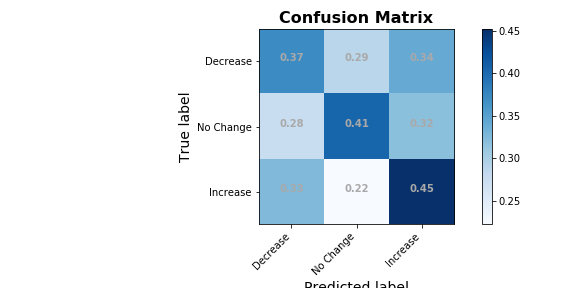 Confusion Matrix
0.45
Decrease 0.37 0.29 0.34
0.40
True label
No Change 0.28 0.41 0.32
0.35
0.30
Increase 0.22 0.45
0.25
Decrease
No Change
Increase
Predicted label